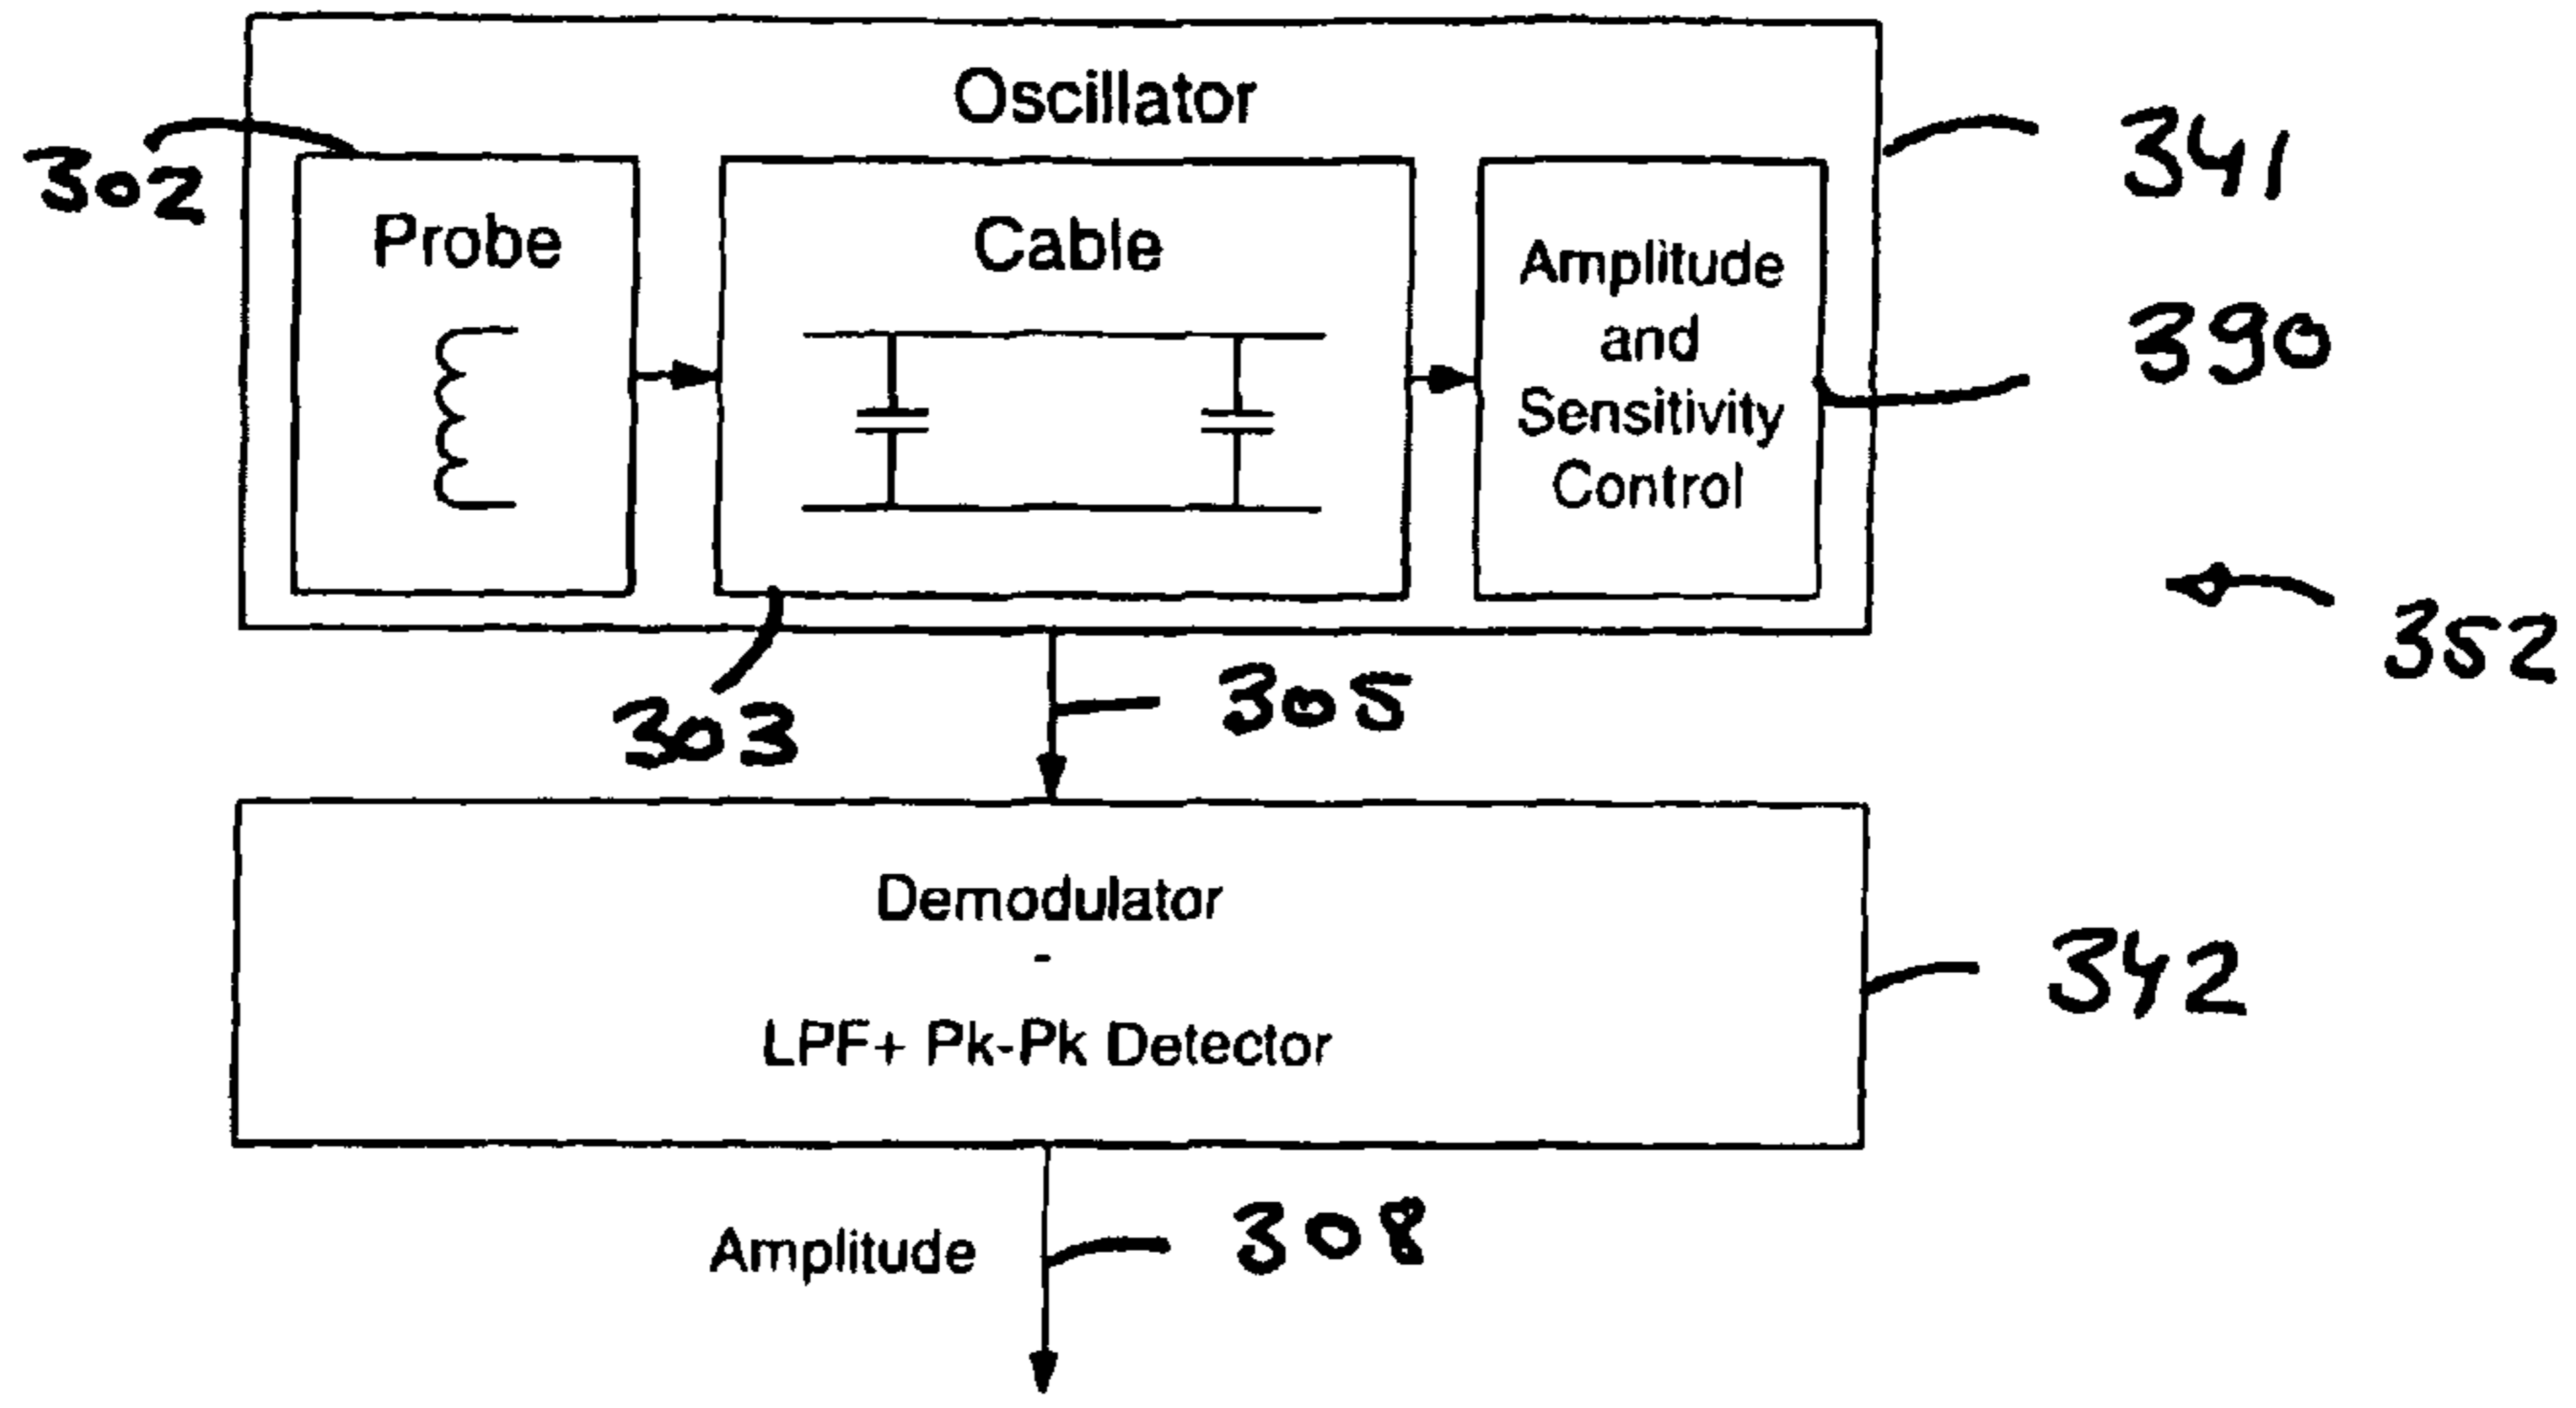 Oscillator
341
302
Probe
Cable
Amplitude
and
Sensitivity
Control
390
352
303
305
Demodulator
-
LPF+ Pk-Pk Detector
342
Amplitude
308